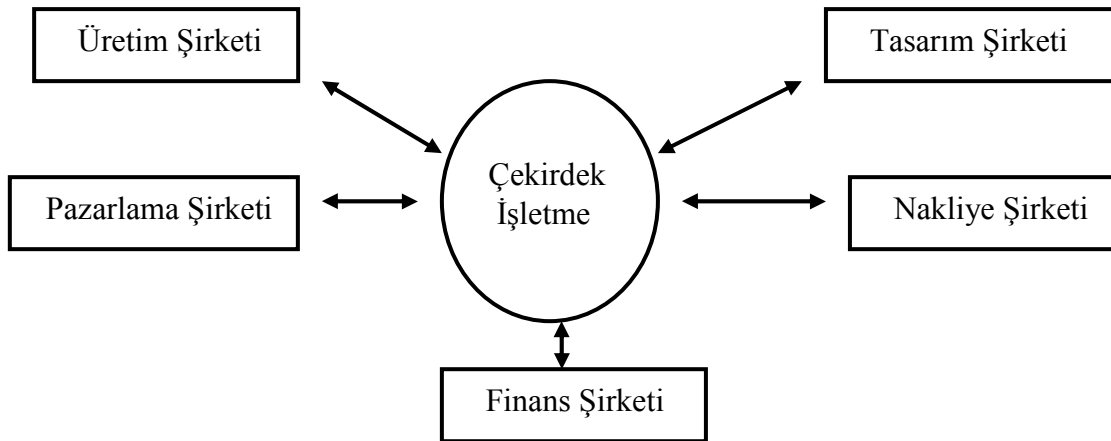 Üretim Şirketi
Tasarım Şirketi
Çekirdek
İşletme
Pazarlama Şirketi
Nakliye Şirketi
Finans Şirketi